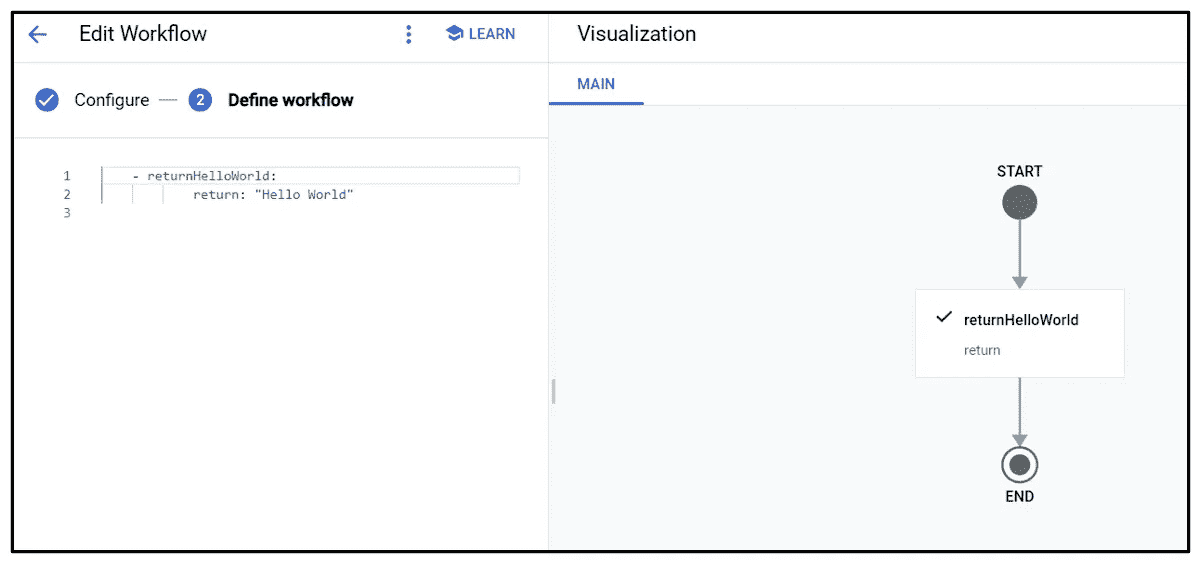 Edit Workflow
LEARN
Configure
2
Define workflow
1 - returnHelloWorld:
2 return: "Hello World"
3
Visualization
MAIN
START
returnHelloWorld
return
END